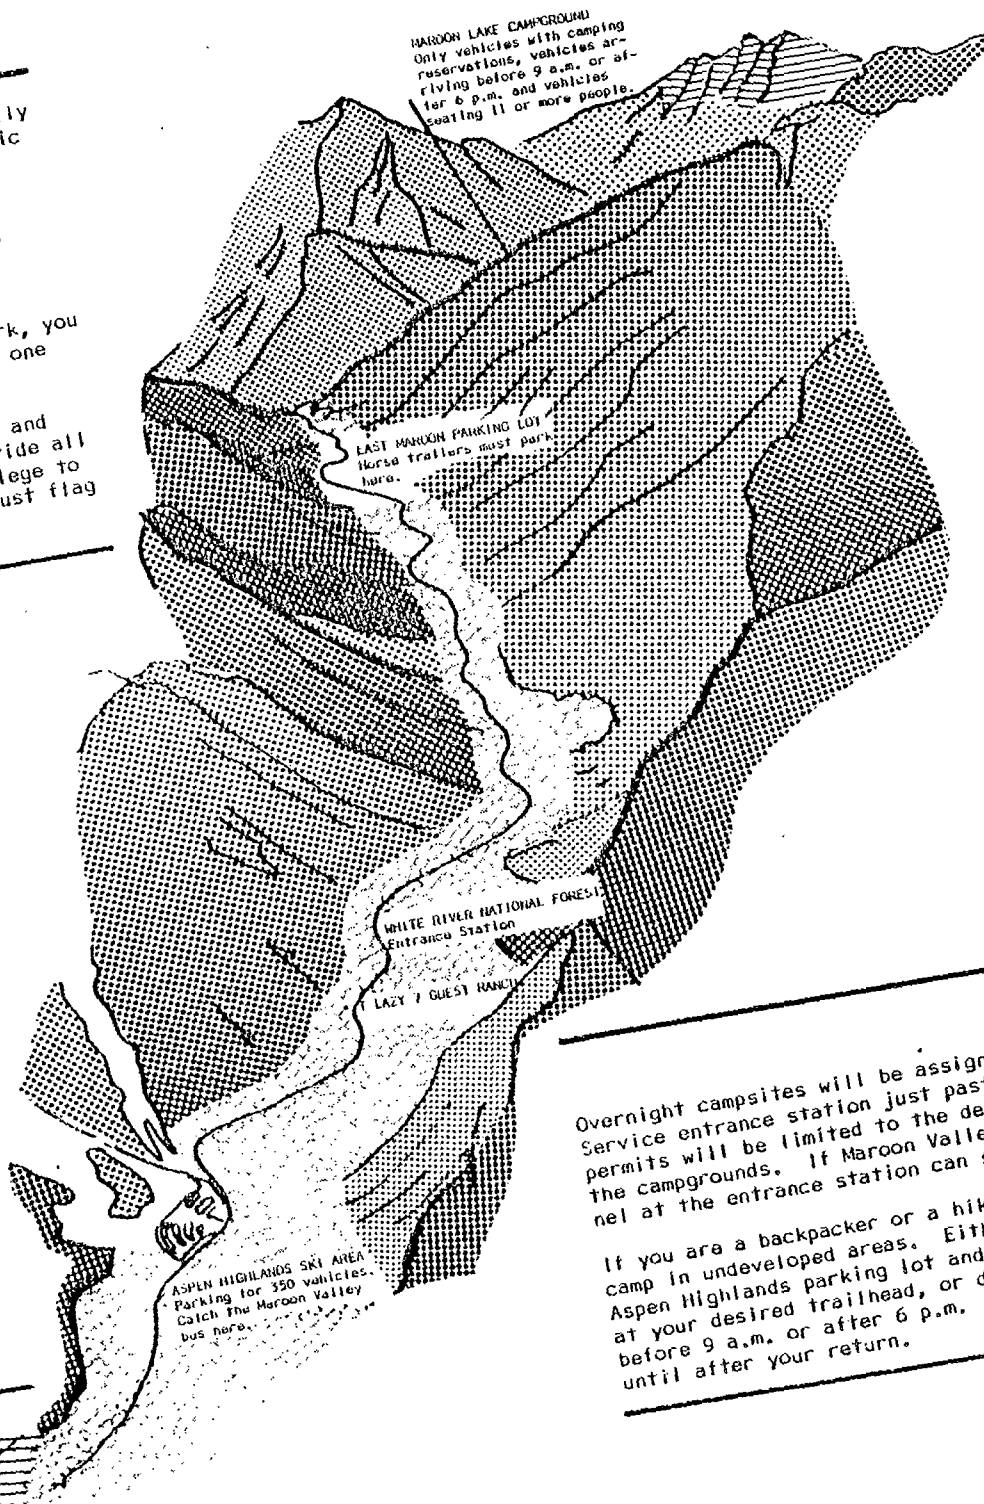 MAROON LAKE CAMPGROUND
Only vehicles with camping
reservations, vehicles ar-
riving before 9 a.m. or af-
ter 6 p.m. and vehicles
seating 11 or more people.
ly
ic
rk, you
one
and
ride all
lege to
ust flag
EAST MAROON PARKING LOT
Horse trailers must park
here.
WHITE RIVER NATIONAL FOREST
Entrance Station
LAZY 7 GUEST RANCH
ASPEN HIGHLANDS SKI AREA
Parking for 350 vehicles.
Catch the Maroon Valley
bus here.
Overnight campsites will be assign
Service entrance station just past
permits will be limited to the de
the campgrounds. If Maroon Valle
nel at the entrance station can s
If you are a backpacker or a hik
camp in undeveloped areas. Eit
Aspen Highlands parking lot and
at your desired trailhead, or d
before 9 a.m. or after 6 p.m.
until after your return.